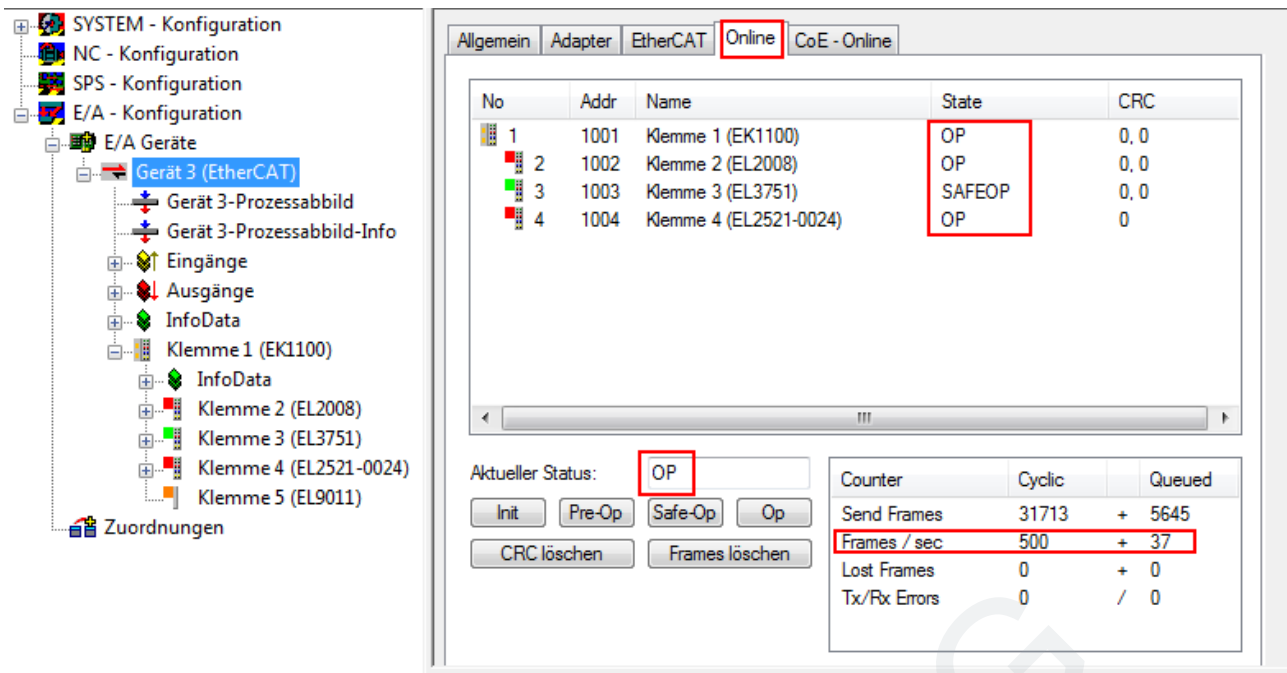 SYSTEM - Konfiguration
NC - Konfiguration
SPS - Konfiguration
E/A - Konfiguration
E/A Geräte
Gerät 3 (EtherCAT)
Gerät 3-Prozessabbild
Gerät 3-Prozessabbild-Info
Eingänge
Ausgänge
InfoData
Klemme 1 (EK1100)
InfoData
Klemme 2 (EL2008)
Klemme 3 (EL3751)
Klemme 4 (EL2521-0024)
Klemme 5 (EL9011)
Zuordnungen
Allgemein Adapter EtherCAT Online CoE - Online
No Addr Name State CRC
1 1001 Klemme 1 (EK1100) OP 0, 0
2 1002 Klemme 2 (EL2008) OP 0, 0
3 1003 Klemme 3 (EL3751) SAFEOP 0, 0
4 1004 Klemme 4 (EL2521-0024) OP 0
Aktueller Status: OP
Init Pre-Op Safe-Op Op
CRC löschen Frames löschen
Counter Cyclic Queued
Send Frames 31713 + 5645
Frames / sec 500 + 37
Lost Frames 0 + 0
Tx/Rx Errors 0 / 0